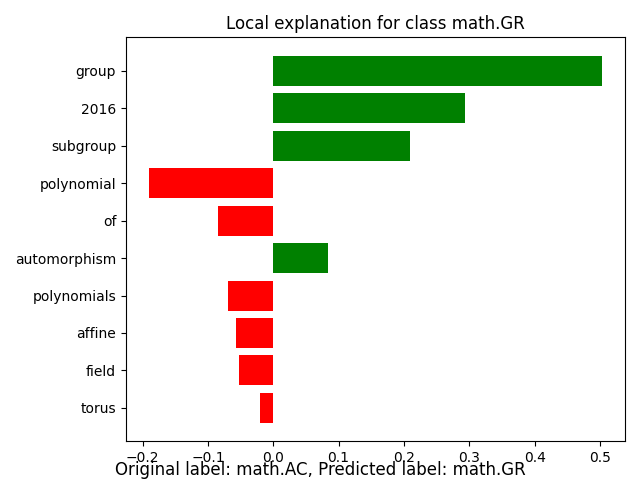 Local explanation for class math.GR
group
2016
subgroup
polynomial
of
automorphism
polynomials
affine
field
torus
−0.2 −0.1 0.0 0.1 0.2 0.3 0.4 0.5
Original label: math.AC, Predicted label: math.GR